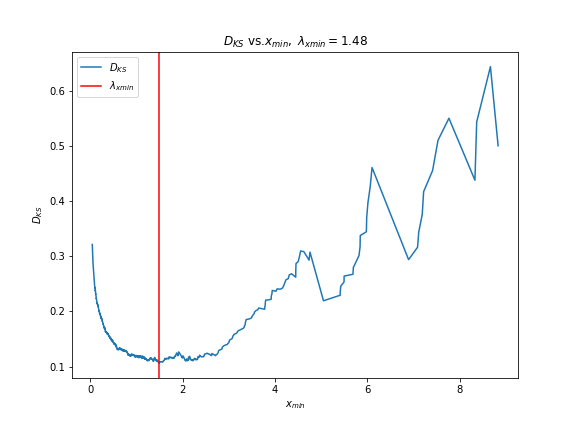 D_KS vs.x_min, λ_xmin = 1.48
D_KS
λ_xmin
0.6
0.5
0.4
0.3
0.2
0.1
D_KS
0 2 4 6 8
x_min